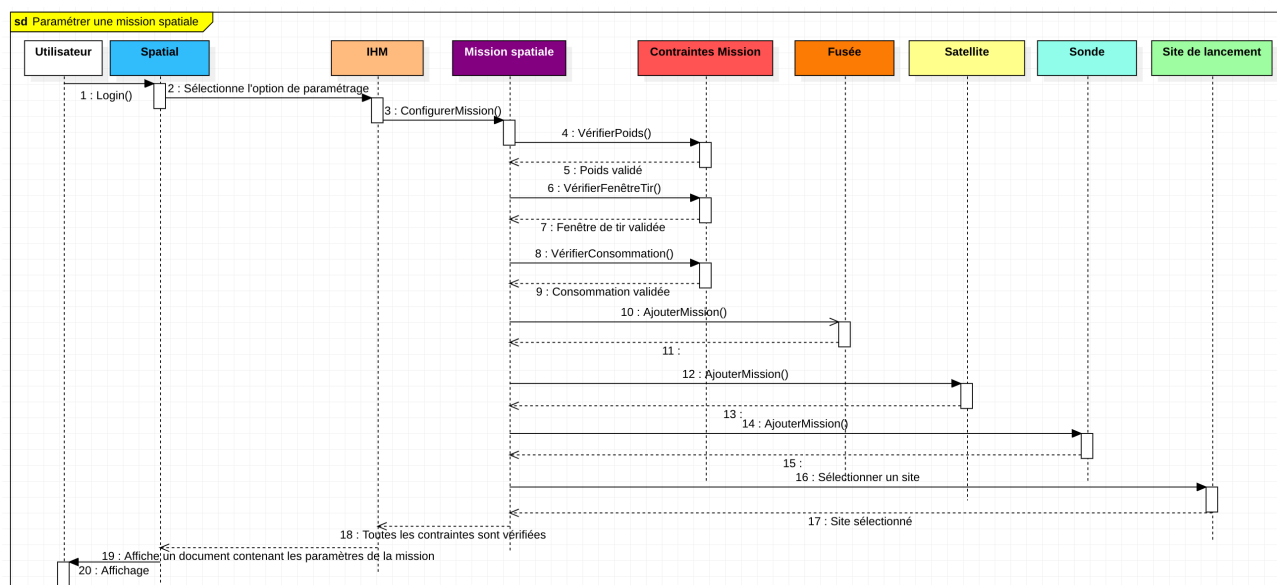 sd Paramétrer une mission spatiale
Utilisateur
Spatial
IHM
Mission spatiale
Contraintes Mission
Fusée
Satellite
Sonde
Site de lancement
1 : Login()
2 : Sélectionne l'option de paramétrage
3 : ConfigurerMission()
4 : VérifierPoids()
5 : Poids validé
6 : VérifierFenêtreTir()
7 : Fenêtre de tir validée
8 : VérifierConsommation()
9 : Consommation validée
10 : AjouterMission()
11 :
12 : AjouterMission()
13 :
14 : AjouterMission()
15 :
16 : Sélectionner un site
17 : Site sélectionné
18 : Toutes les contraintes sont vérifiées
19 : Affiche un document contenant les paramètres de la mission
20 : Affichage